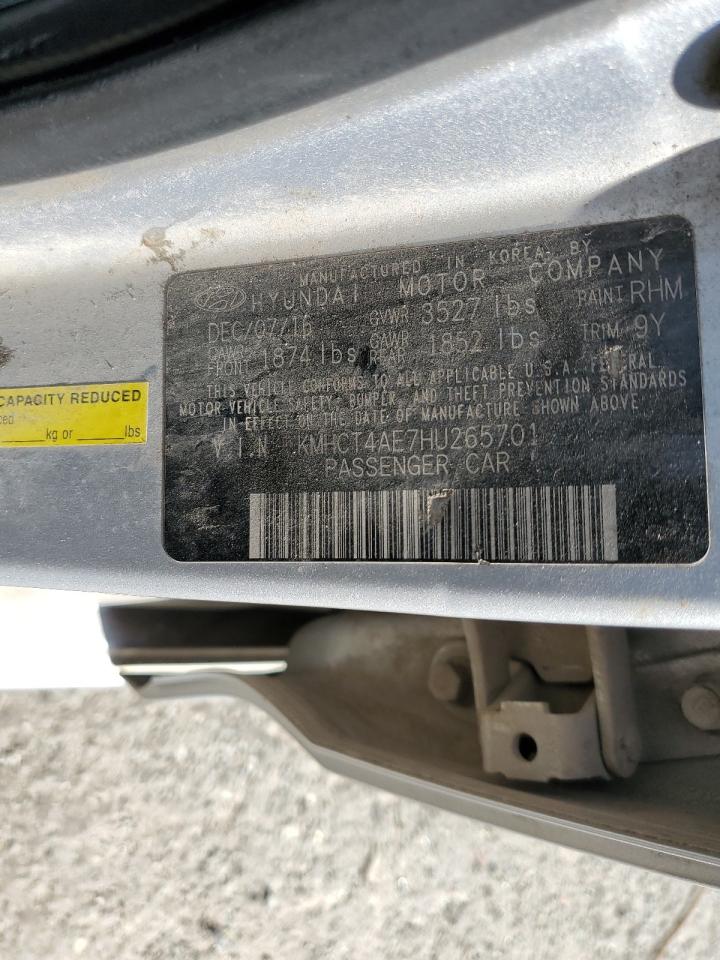 MANUFACTURED IN KOREA BY
HYUNDAI MOTOR COMPANY
DEC/07/16 GVWR 3527 lbs PAINT RHM
GAWR FRONT 1874 lbs GAWR REAR 1852 lbs TRIM 9Y
THIS VEHICLE CONFORMS TO ALL APPLICABLE U.S.A. FEDERAL
MOTOR VEHICLE SAFETY, BUMPER, AND THEFT PREVENTION STANDARDS
IN EFFECT ON THE DATE OF MANUFACTURE SHOWN ABOVE.
V.I.N KMHCT4AE7HU265701
PASSENGER CAR
CAPACITY REDUCED
kg or lbs